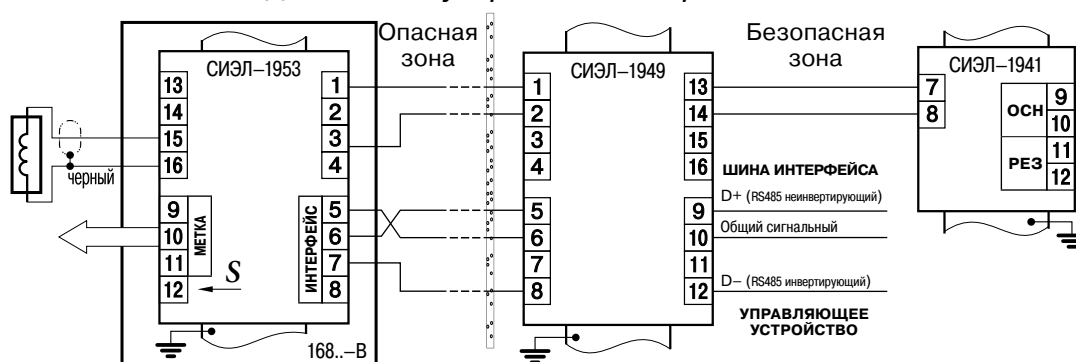 Опасная зона
Безопасная зона
СИЭЛ–1953
13
14
15
16
9
10
11
12
МЕТКА
S
1
2
3
4
5
6
7
8
ИНТЕРФЕЙС
черный
168..–В
СИЭЛ–1949
1
2
3
4
5
6
7
8
13
14
15
16
9
10
11
12
ШИНА ИНТЕРФЕЙСА
D+ (RS485 неинвертирующий)
Общий сигнальный
D– (RS485 инвертирующий)
УПРАВЛЯЮЩЕЕ
УСТРОЙСТВО
СИЭЛ–1941
7
8
ОСН
9
10
РЕЗ
11
12